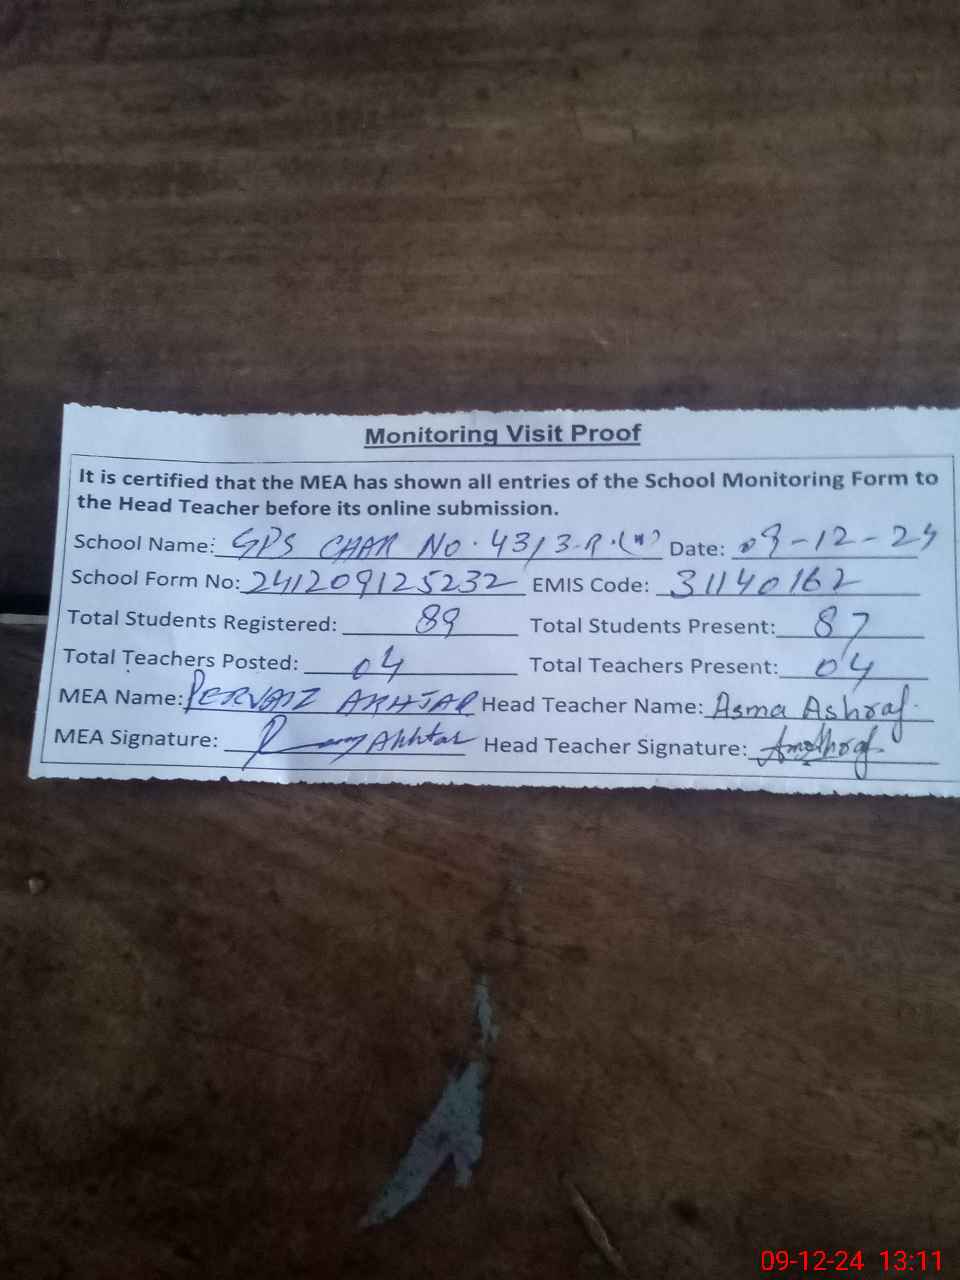 Monitoring Visit Proof
It is certified that the MEA has shown all entries of the School Monitoring Form to
the Head Teacher before its online submission.
School Name: GPS CHAK No. 43/3-R Date: 09-12-24
School Form No: 241209125232 EMIS Code: 31140162
Total Students Registered: 89 Total Students Present: 87
Total Teachers Posted: 04 Total Teachers Present: 04
MEA Name: PERVAIZ AKHTAR Head Teacher Name: Asma Ashraf.
MEA Signature: Akhtar Head Teacher Signature:
09-12-24 13:11